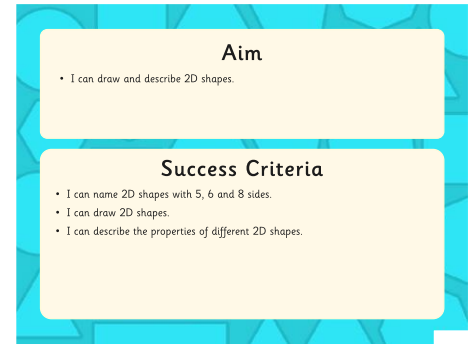 Aim
• I can draw and describe 2D shapes.
Success Criteria
• I can name 2D shapes with 5, 6 and 8 sides.
• I can draw 2D shapes.
• I can describe the properties of different 2D shapes.